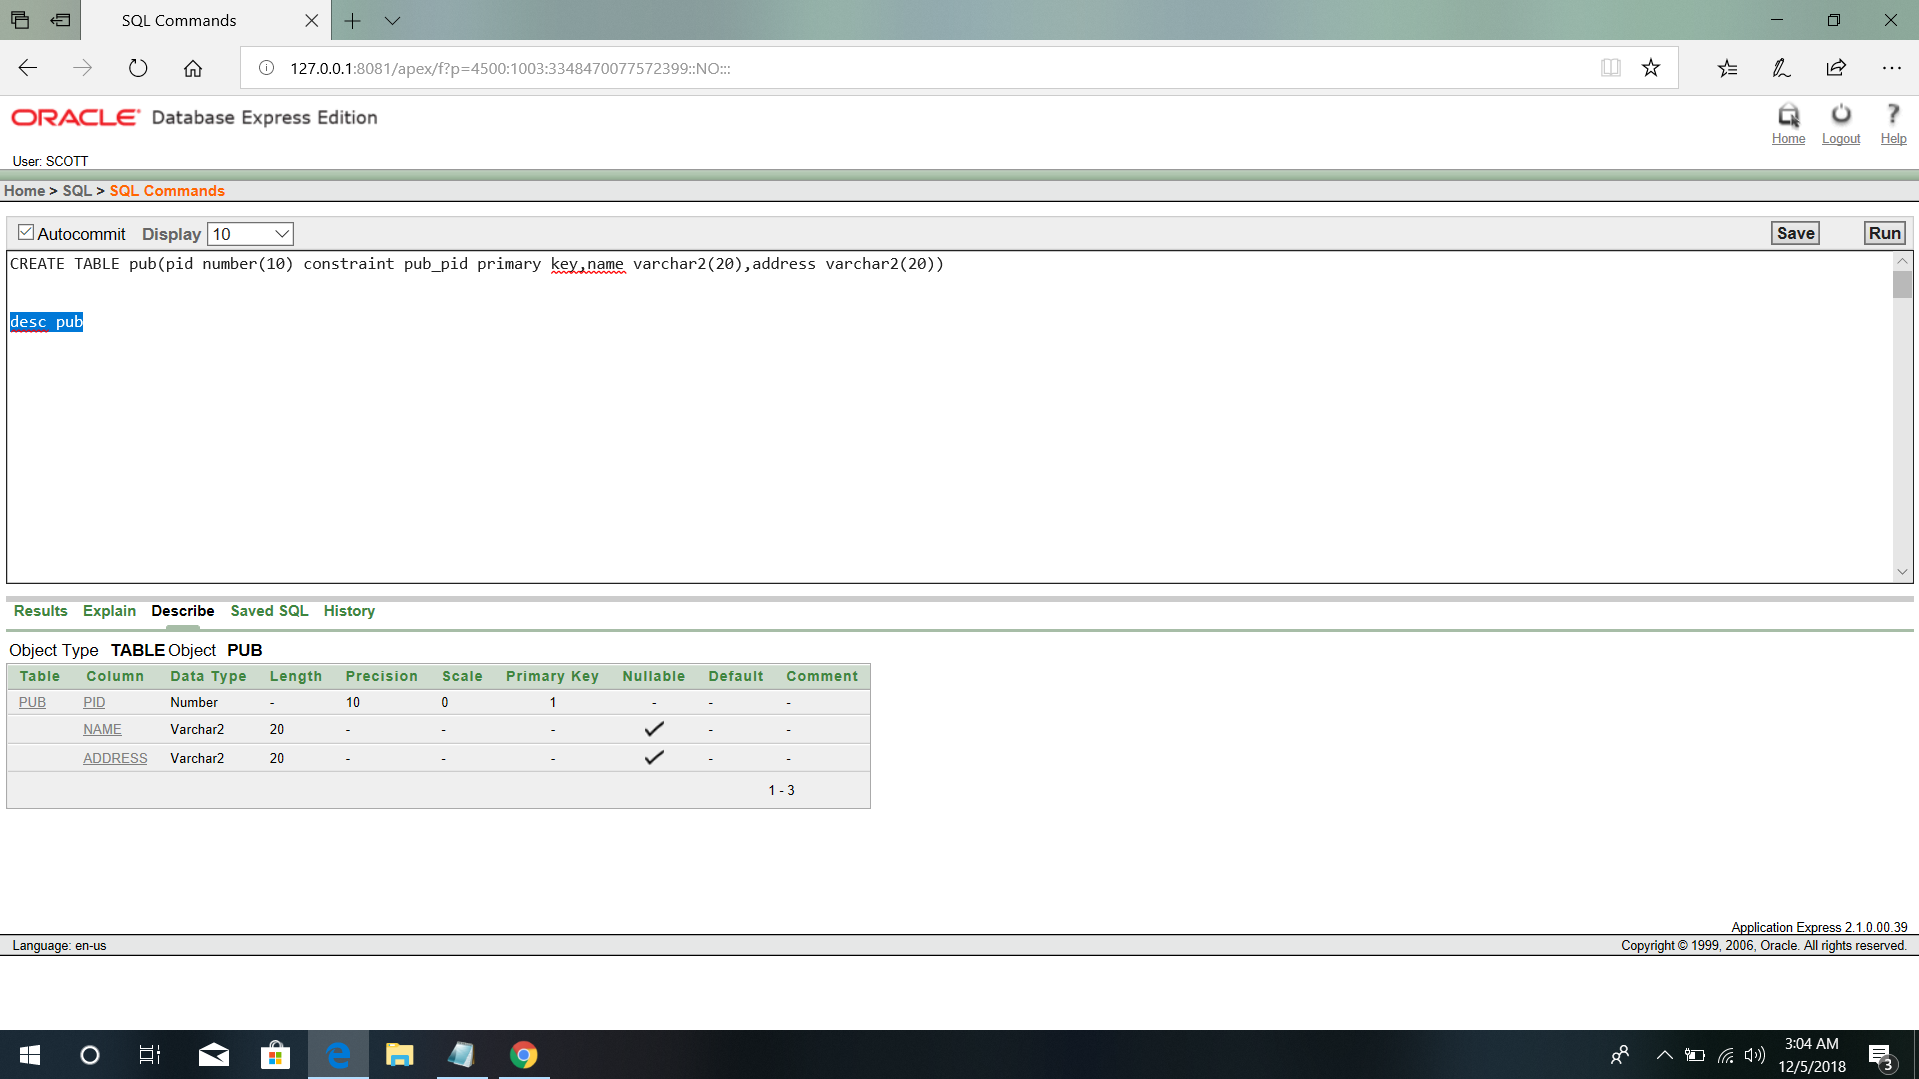 SQL Commands
127.0.0.1:8081/apex/f?p=4500:1003:3348470077572399::NO:::
ORACLE Database Express Edition
Home Logout Help
User: SCOTT
Home > SQL > SQL Commands
Autocommit Display 10 Save Run
CREATE TABLE pub(pid number(10) constraint pub_pid primary key,name varchar2(20),address varchar2(20))
desc pub
Results Explain Describe Saved SQL History
Object Type TABLE Object PUB
Table Column Data Type Length Precision Scale Primary Key Nullable Default Comment
PUB PID Number - 10 0 1 - - -
NAME Varchar2 20 - - - - -
ADDRESS Varchar2 20 - - - - -
1 - 3
Application Express 2.1.0.00.39
Language: en-us Copyright © 1999, 2006, Oracle. All rights reserved.
3:04 AM
12/5/2018
3